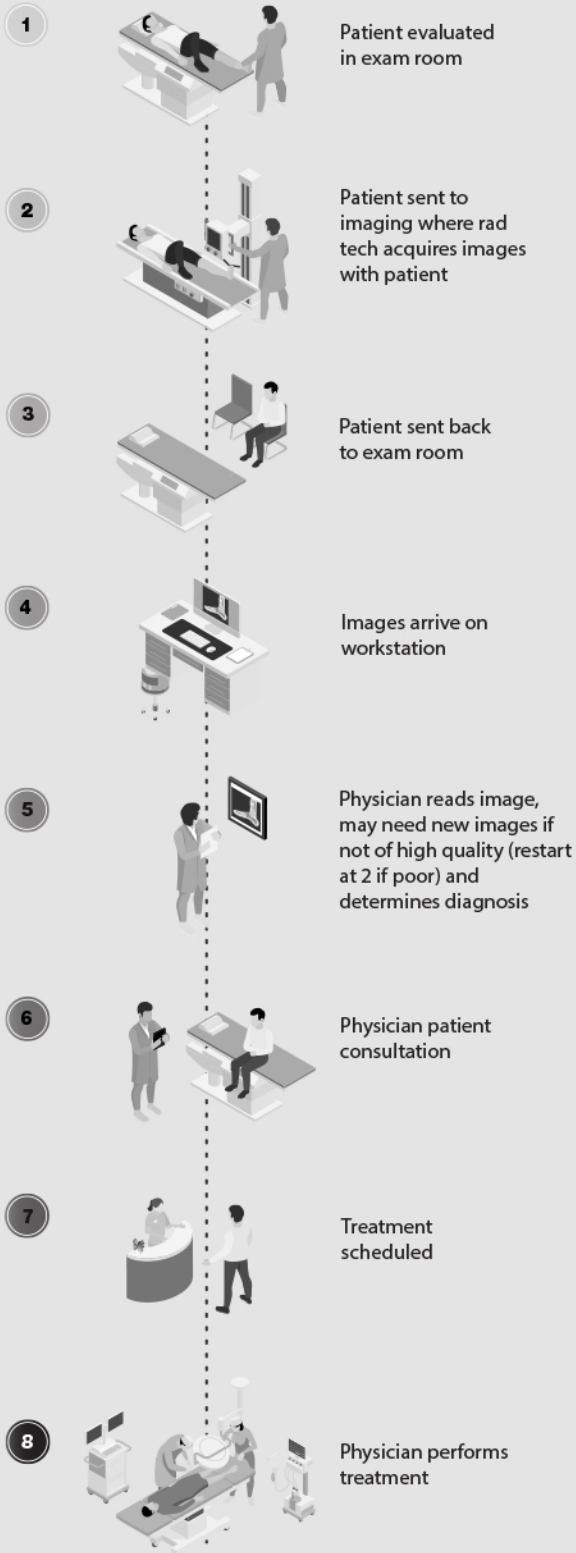 1
Patient evaluated
in exam room
2
Patient sent to
imaging where rad
tech acquires images
with patient
3
Patient sent back
to exam room
4
Images arrive on
workstation
5
Physician reads image,
may need new images if
not of high quality (restart
at 2 if poor) and
determines diagnosis
6
Physician patient
consultation
7
Treatment
scheduled
8
Physician performs
treatment